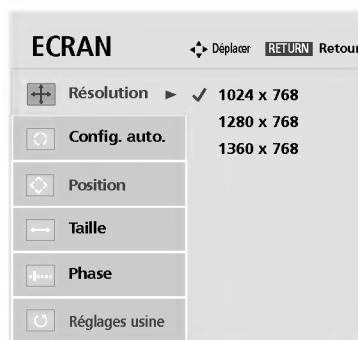 ECRAN Déplacer RETURN Retour
Résolution 1024 x 768
1280 x 768
Config. auto.
1360 x 768
Position
Taille
Phase
Réglages usine